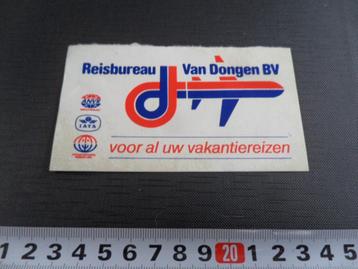 Reisbureau Van Dongen BV
ANVR
IATA
voor al uw vakantiereizen
1 2 3 4 5 6 7 8 9 20 1 2 3 4 5